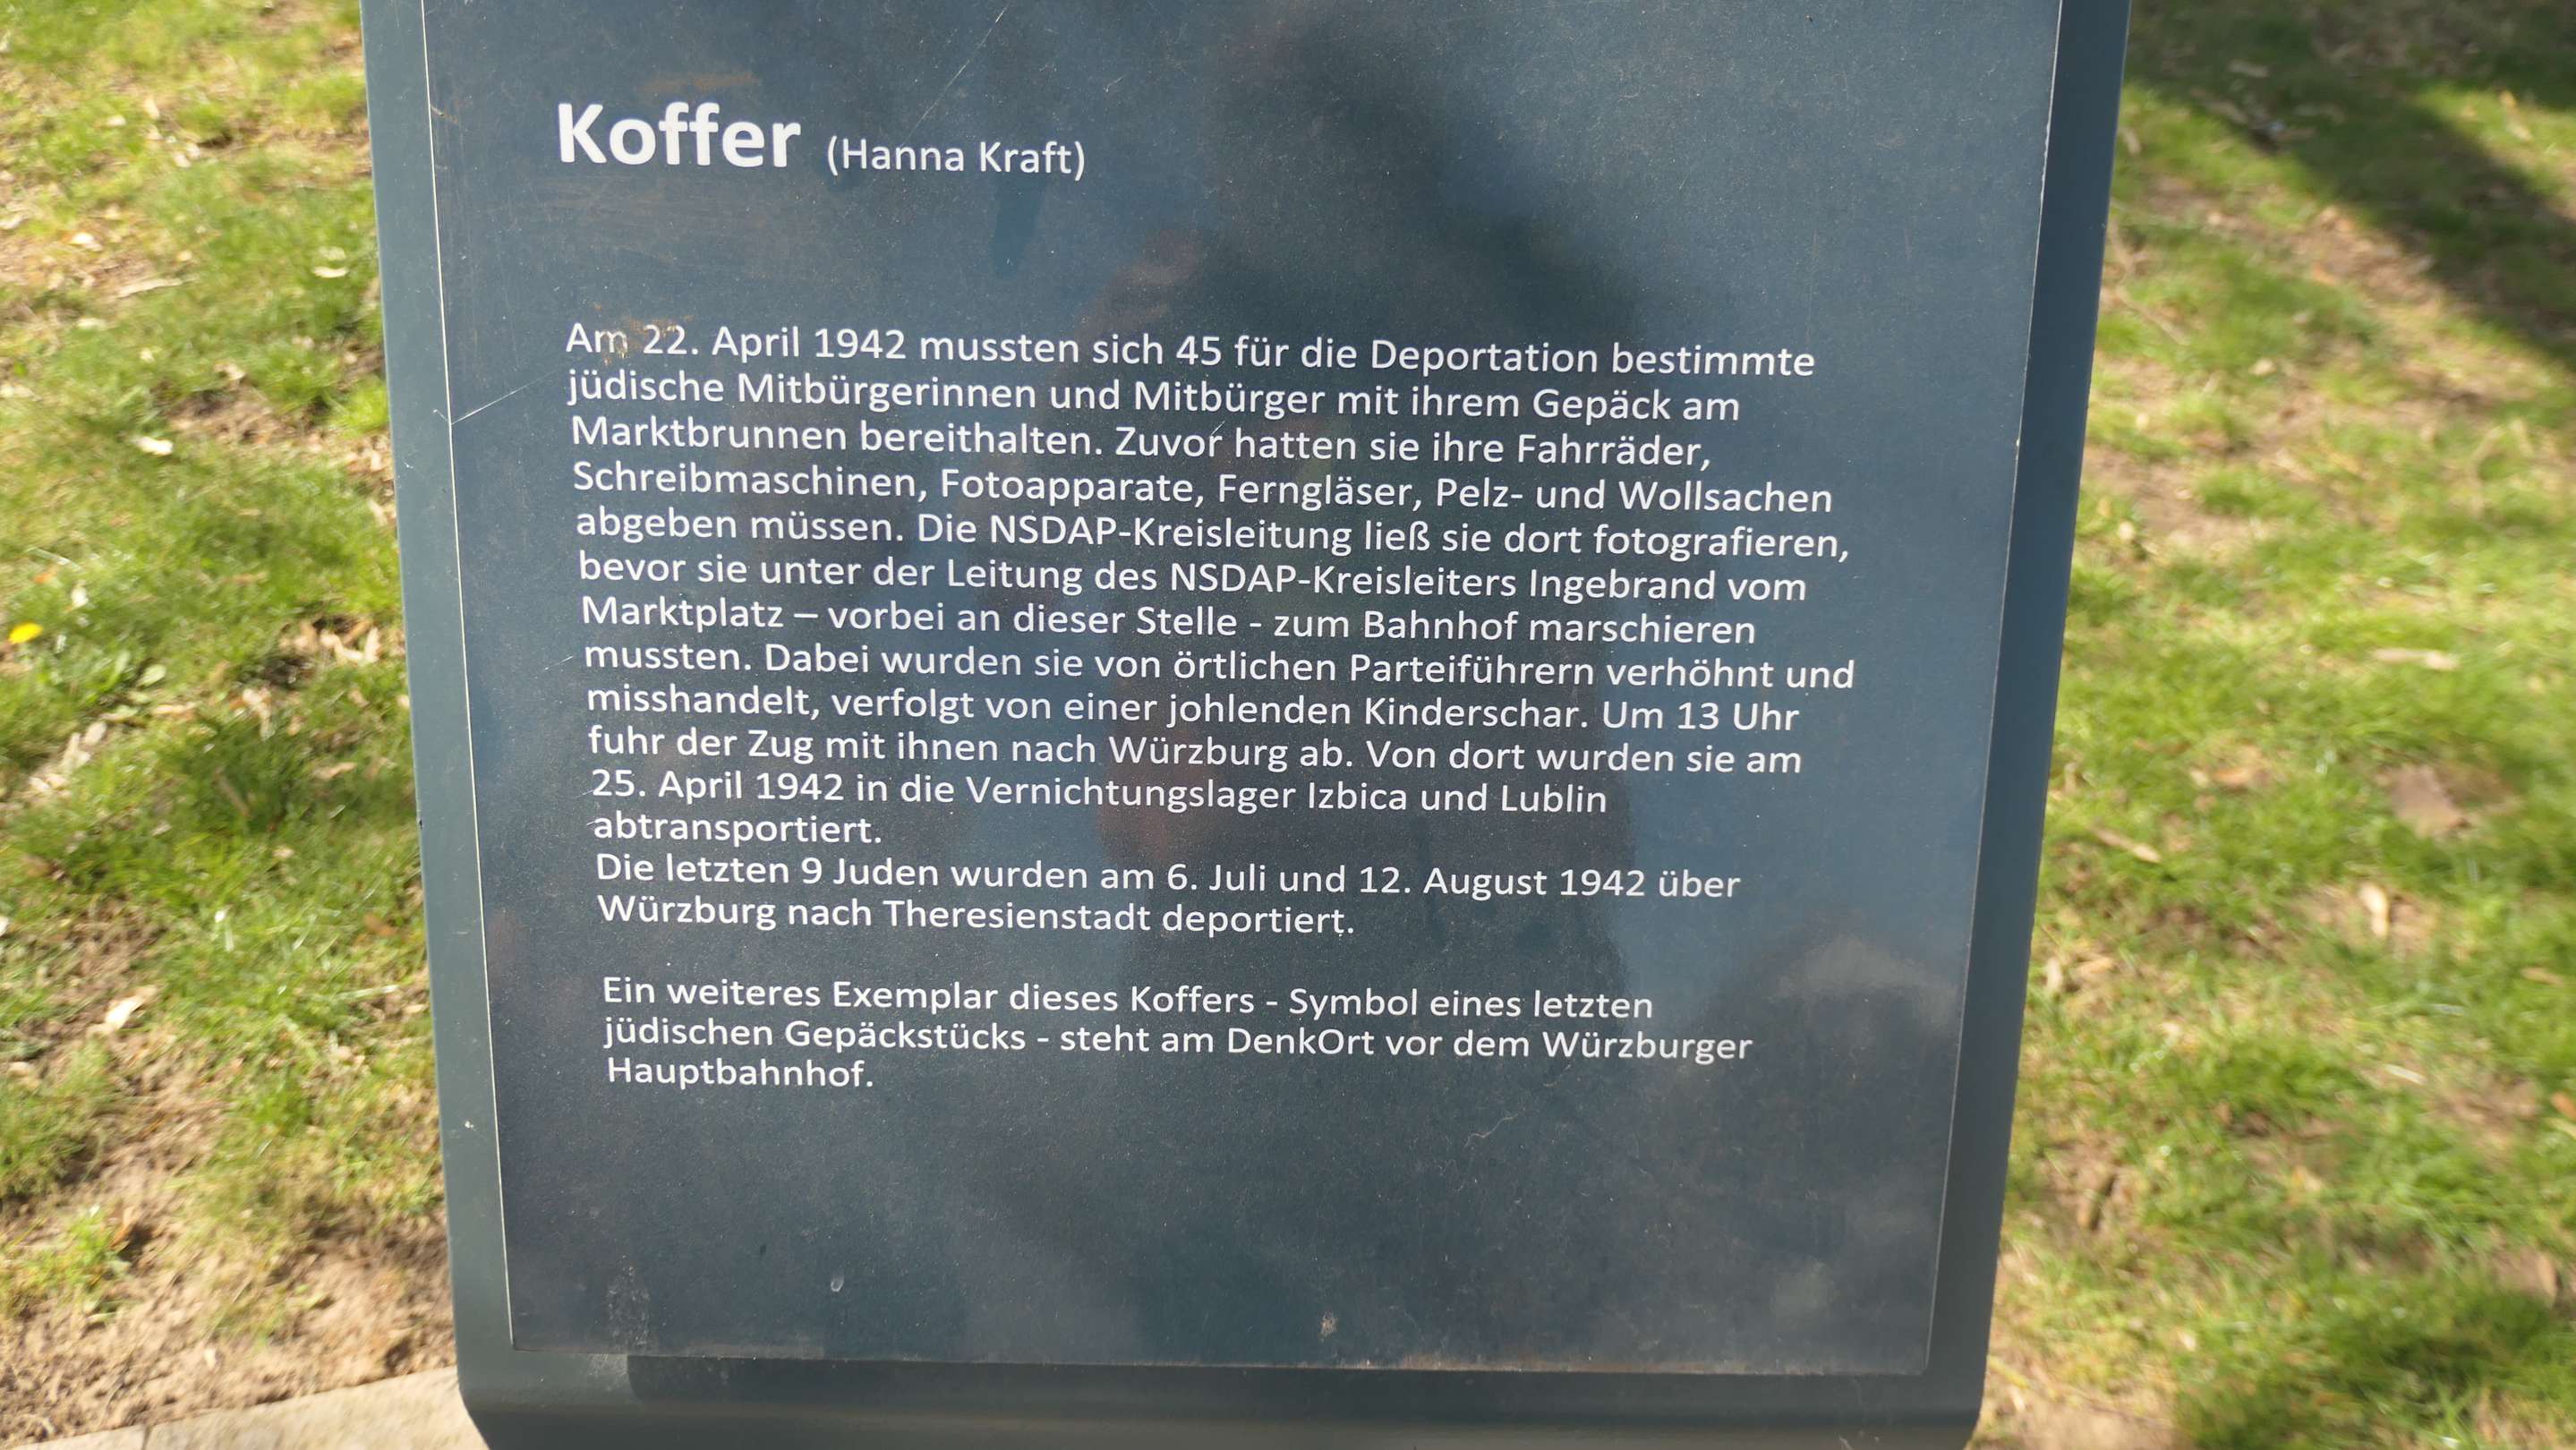 Koffer (Hanna Kraft)
Am 22. April 1942 mussten sich 45 für die Deportation bestimmte
jüdische Mitbürgerinnen und Mitbürger mit ihrem Gepäck am
Marktbrunnen bereithalten. Zuvor hatten sie ihre Fahrräder,
Schreibmaschinen, Fotoapparate, Ferngläser, Pelz- und Wollsachen
abgeben müssen. Die NSDAP-Kreisleitung ließ sie dort fotografieren,
bevor sie unter der Leitung des NSDAP-Kreisleiters Ingebrand vom
Marktplatz – vorbei an dieser Stelle - zum Bahnhof marschieren
mussten. Dabei wurden sie von örtlichen Parteiführern verhöhnt und
misshandelt, verfolgt von einer johlenden Kinderschar. Um 13 Uhr
fuhr der Zug mit ihnen nach Würzburg ab. Von dort wurden sie am
25. April 1942 in die Vernichtungslager Izbica und Lublin
abtransportiert.
Die letzten 9 Juden wurden am 6. Juli und 12. August 1942 über
Würzburg nach Theresienstadt deportiert.
Ein weiteres Exemplar dieses Koffers - Symbol eines letzten
jüdischen Gepäckstücks - steht am DenkOrt vor dem Würzburger
Hauptbahnhof.